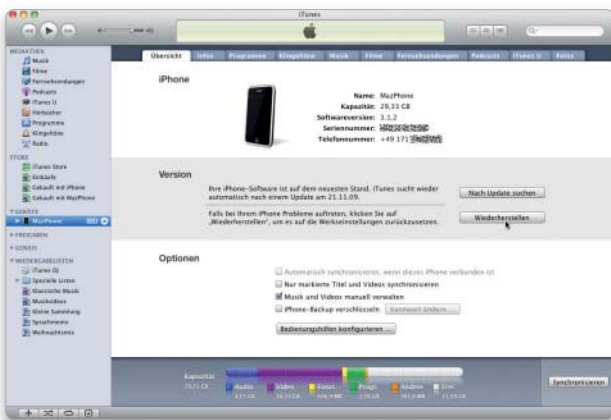 iTunes
Übersicht Infos Programme Klingeltöne Musik Filme Fernsehsendungen Podcasts iTunes U Fotos
MEDIATHEK
Musik
Filme
Fernsehsendungen
Podcasts
iTunes U
Hörbücher
Programme
Klingeltöne
Radio
STORE
iTunes Store
Einkäufe
Gekauft mit iPhone
Gekauft mit MazPhone
GERÄTE
MazPhone
FREIGABEN
GENIUS
WIEDERGABELISTEN
iTunes DJ
Spezielle Listen
Klassische Musik
Musikvideos
Kleine Sammlung
Sprachmemos
Weihnachtsmix
iPhone
Name: MazPhone
Kapazität: 29,33 GB
Softwareversion: 3.1.2
Seriennummer:
Telefonnummer: +49 171
Version
Ihre iPhone-Software ist auf dem neuesten Stand. iTunes sucht wieder
automatisch nach einem Update am 21.11.09.
Nach Update suchen
Falls bei Ihrem iPhone Probleme auftreten, klicken Sie auf
„Wiederherstellen“, um es auf die Werkseinstellungen zurückzusetzen.
Wiederherstellen
Optionen
Automatisch synchronisieren, wenn dieses iPhone verbunden ist
Nur markierte Titel und Videos synchronisieren
Musik und Videos manuell verwalten
iPhone-Backup verschlüsseln Kennwort ändern ...
Bedienungshilfen konfigurieren ...
Kapazität
Audio Video Fotos Progr. Andere Frei
Synchronisieren